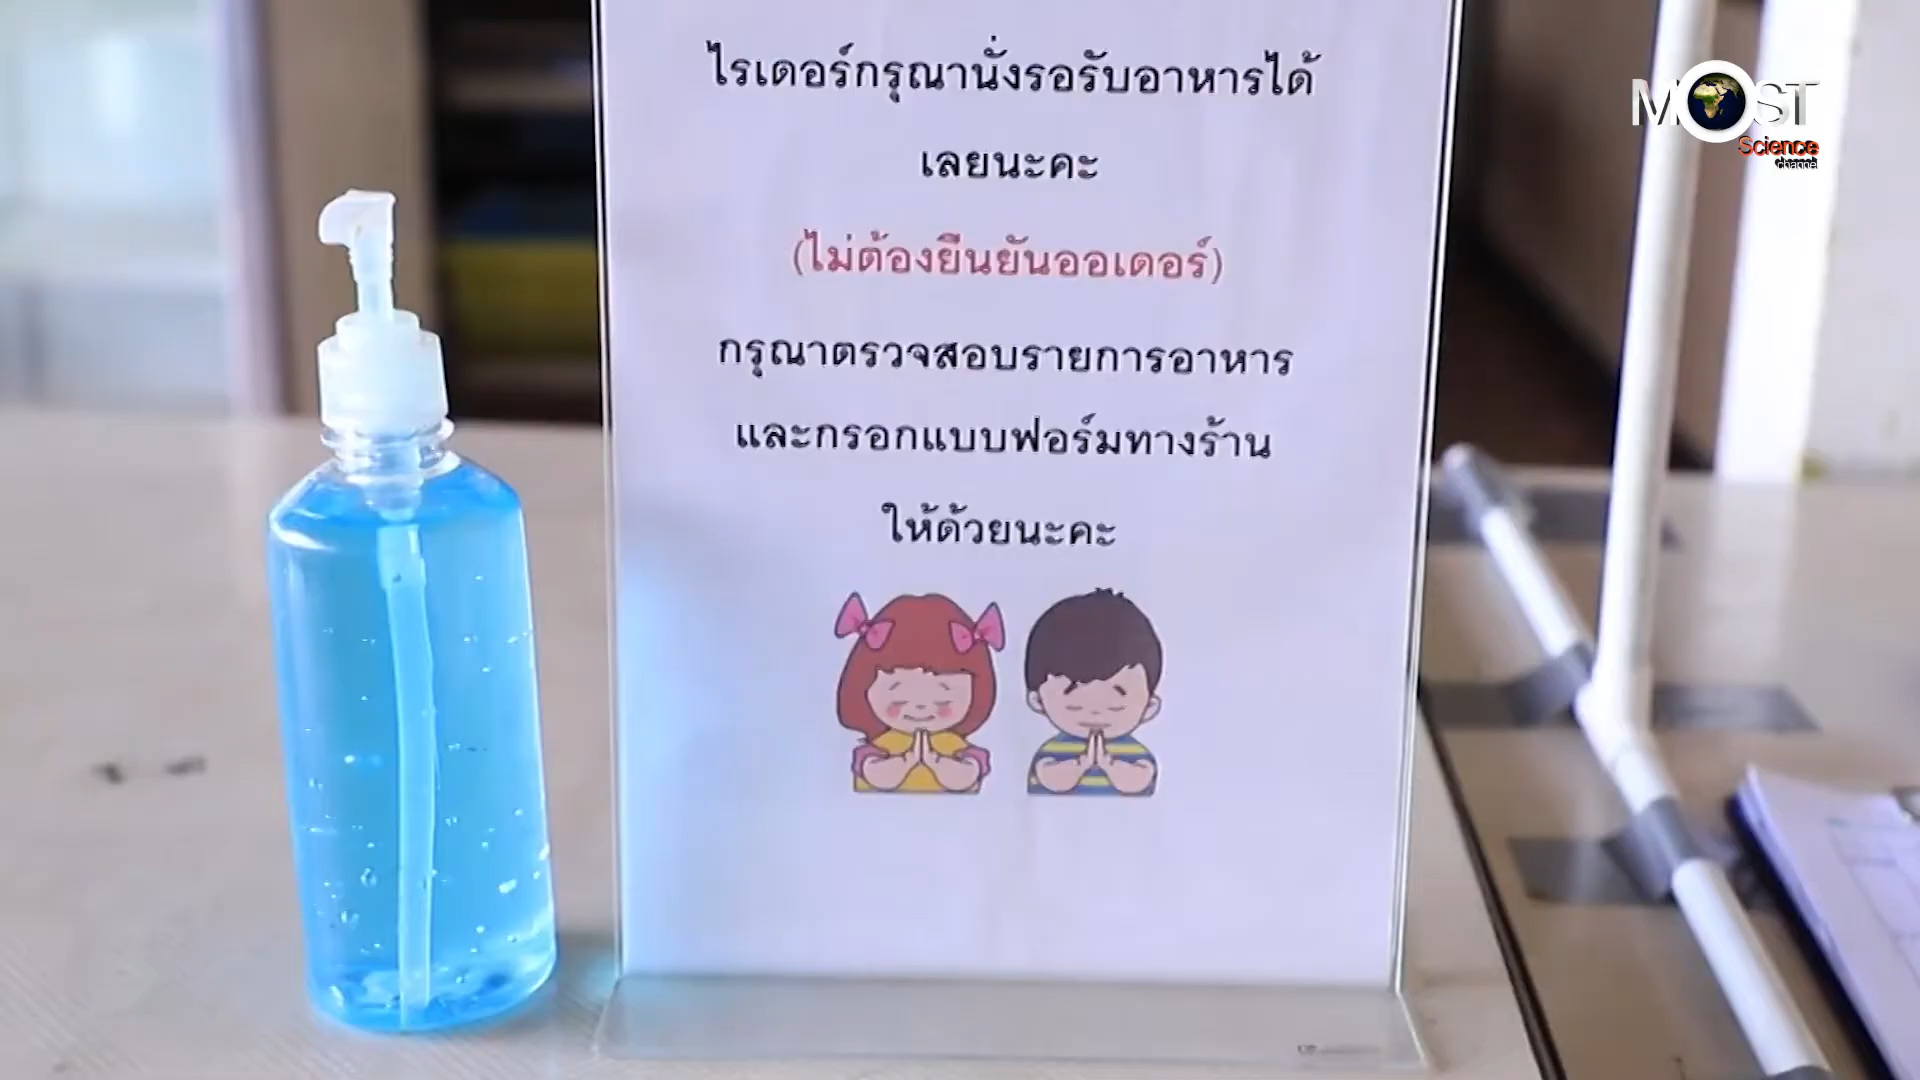 ไรเดอร์กรุณานั่งรอรับอาหารได้
เลยนะคะ
(ไม่ต้องยืนยันออเดอร์)
กรุณาตรวจสอบรายการอาหาร
และกรอกแบบฟอร์มทางร้าน
ให้ด้วยนะคะ
MOST
Science
channel